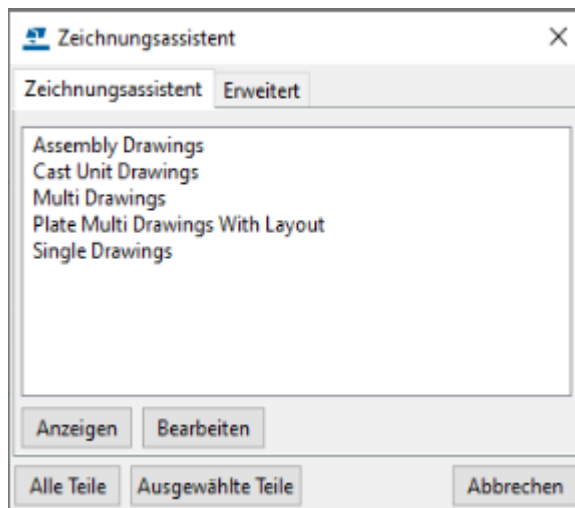 Zeichnungsassistent
Zeichnungsassistent Erweitert
Assembly Drawings
Cast Unit Drawings
Multi Drawings
Plate Multi Drawings With Layout
Single Drawings
Anzeigen Bearbeiten
Alle Teile Ausgewählte Teile Abbrechen